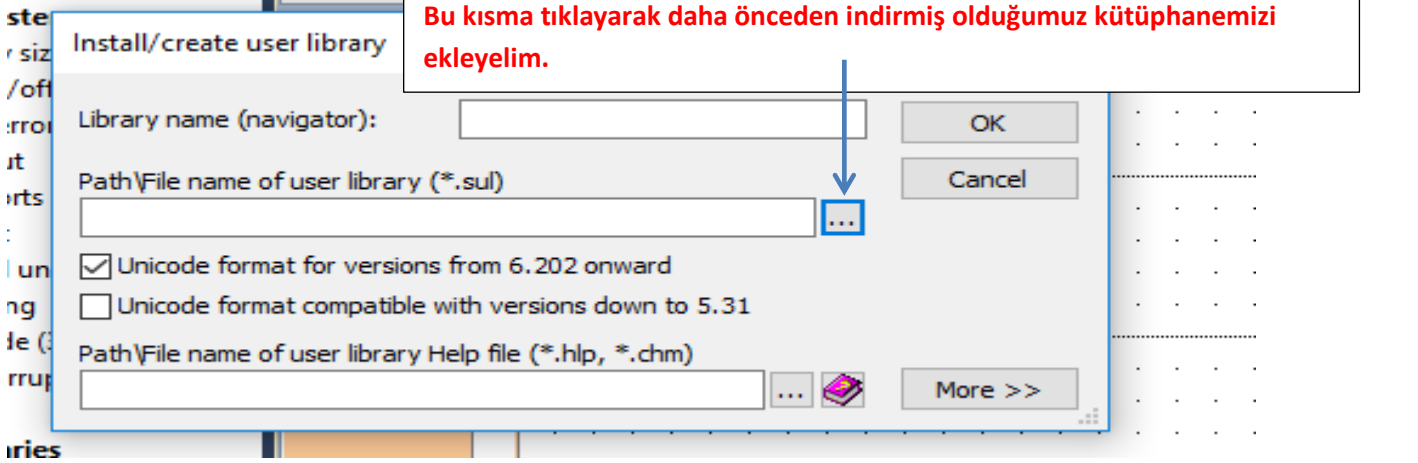 Bu kısma tıklayarak daha önceden indirmiş olduğumuz kütüphanemizi
ekleyelim.
Install/create user library
Library name (navigator):
OK
Path\File name of user library (*.sul)
Cancel
...
Unicode format for versions from 6.202 onward
Unicode format compatible with versions down to 5.31
Path\File name of user library Help file (*.hlp, *.chm)
...
More >>